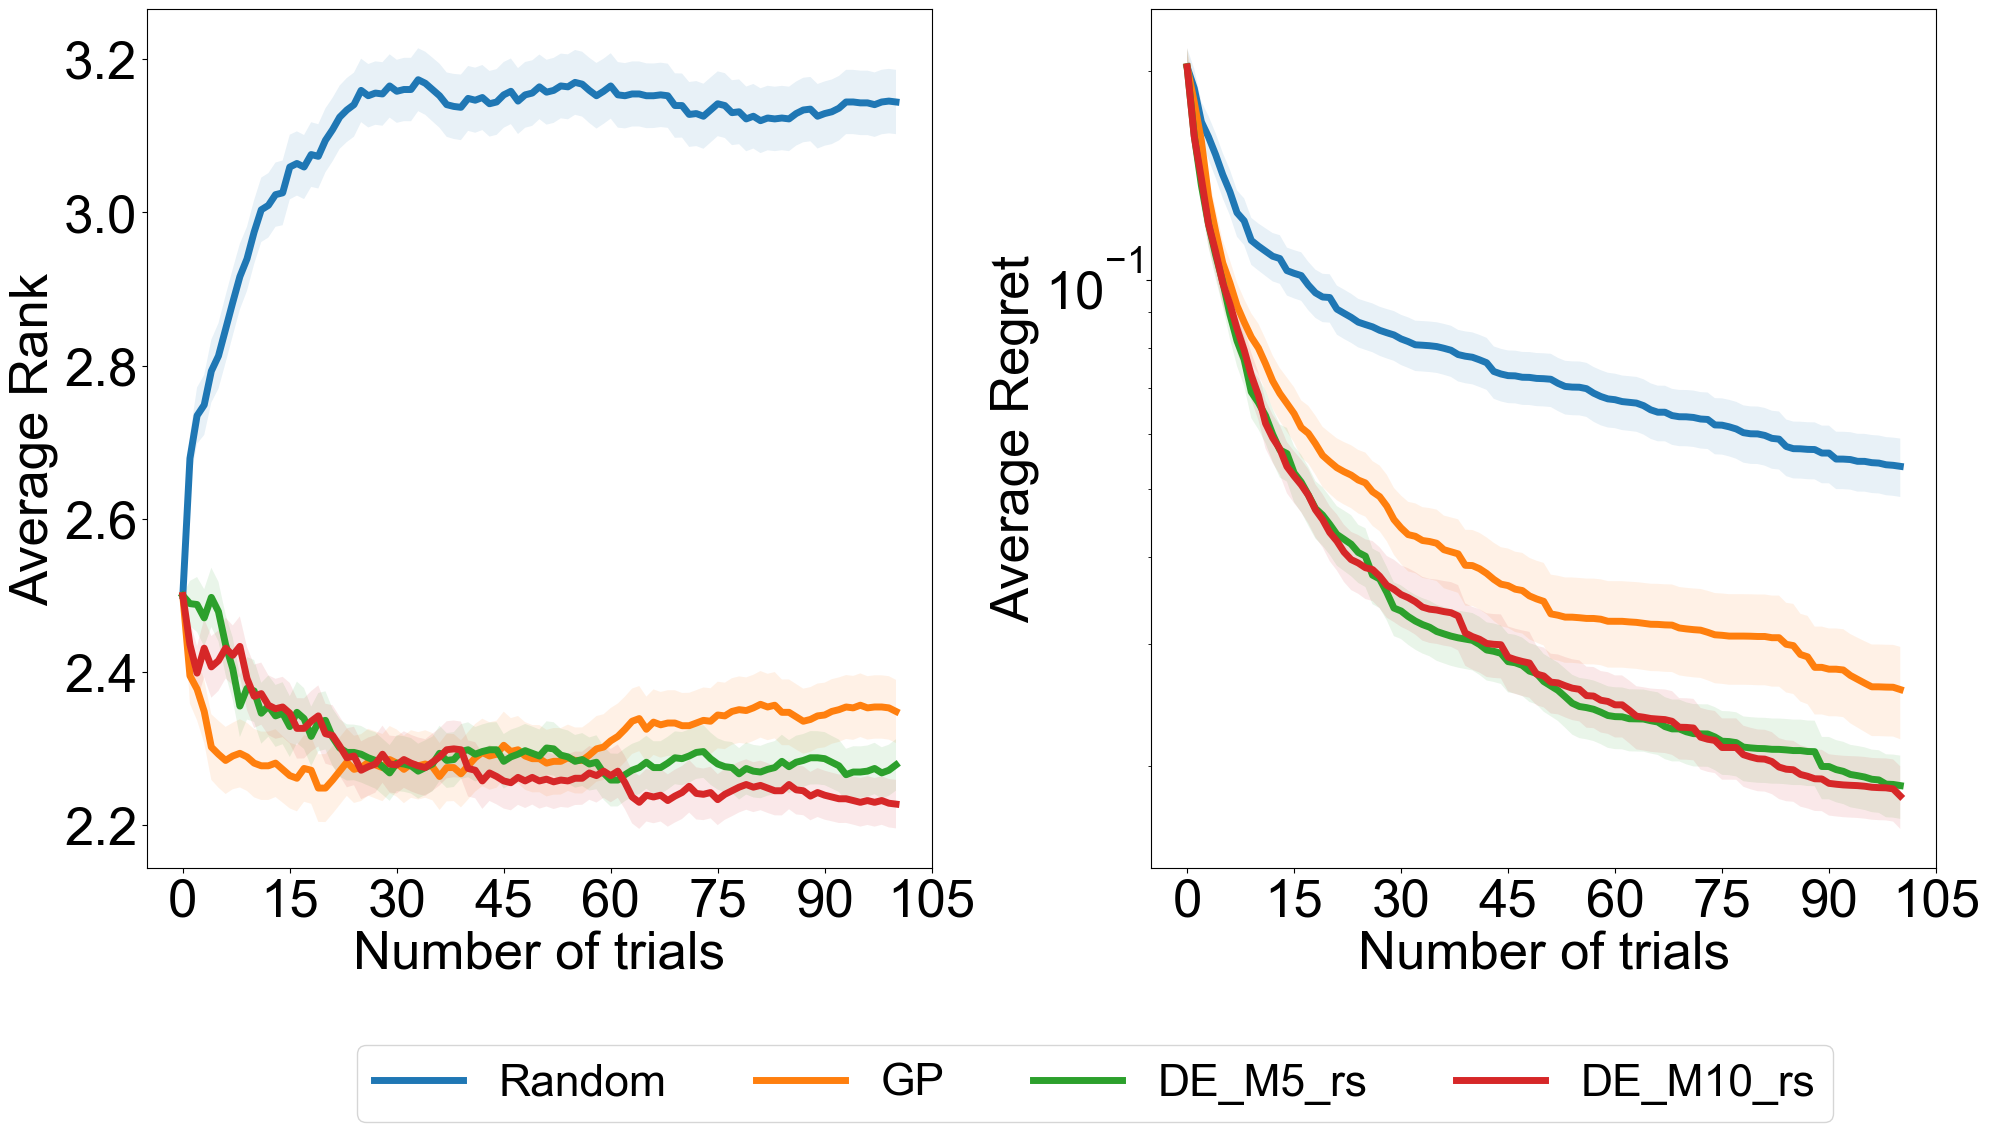 Average Rank
3.2
3.0
2.8
2.6
2.4
2.2
0 15 30 45 60 75 90 105
Number of trials
Average Regret
10⁻¹
0 15 30 45 60 75 90 105
Number of trials
Random GP DE_M5_rs DE_M10_rs